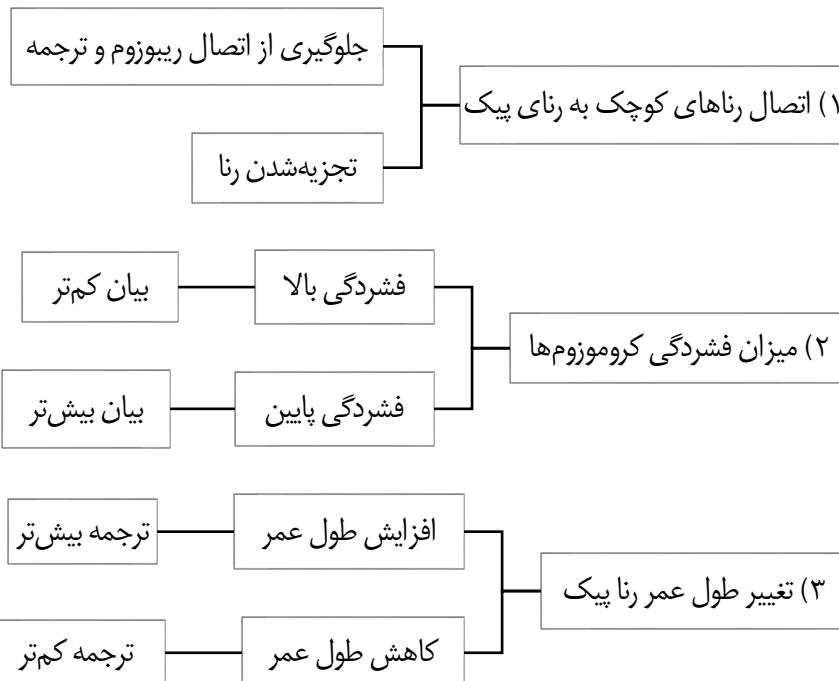 ۱) اتصال رناهای کوچک به رنای پیک
جلوگیری از اتصال ریبوزوم و ترجمه
تجزیه‌شدن رنا
۲) میزان فشردگی کروموزوم‌ها
فشردگی بالا
بیان کم‌تر
فشردگی پایین
بیان بیش‌تر
۳) تغییر طول عمر رنا پیک
افزایش طول عمر
ترجمه بیش‌تر
کاهش طول عمر
ترجمه کم‌تر